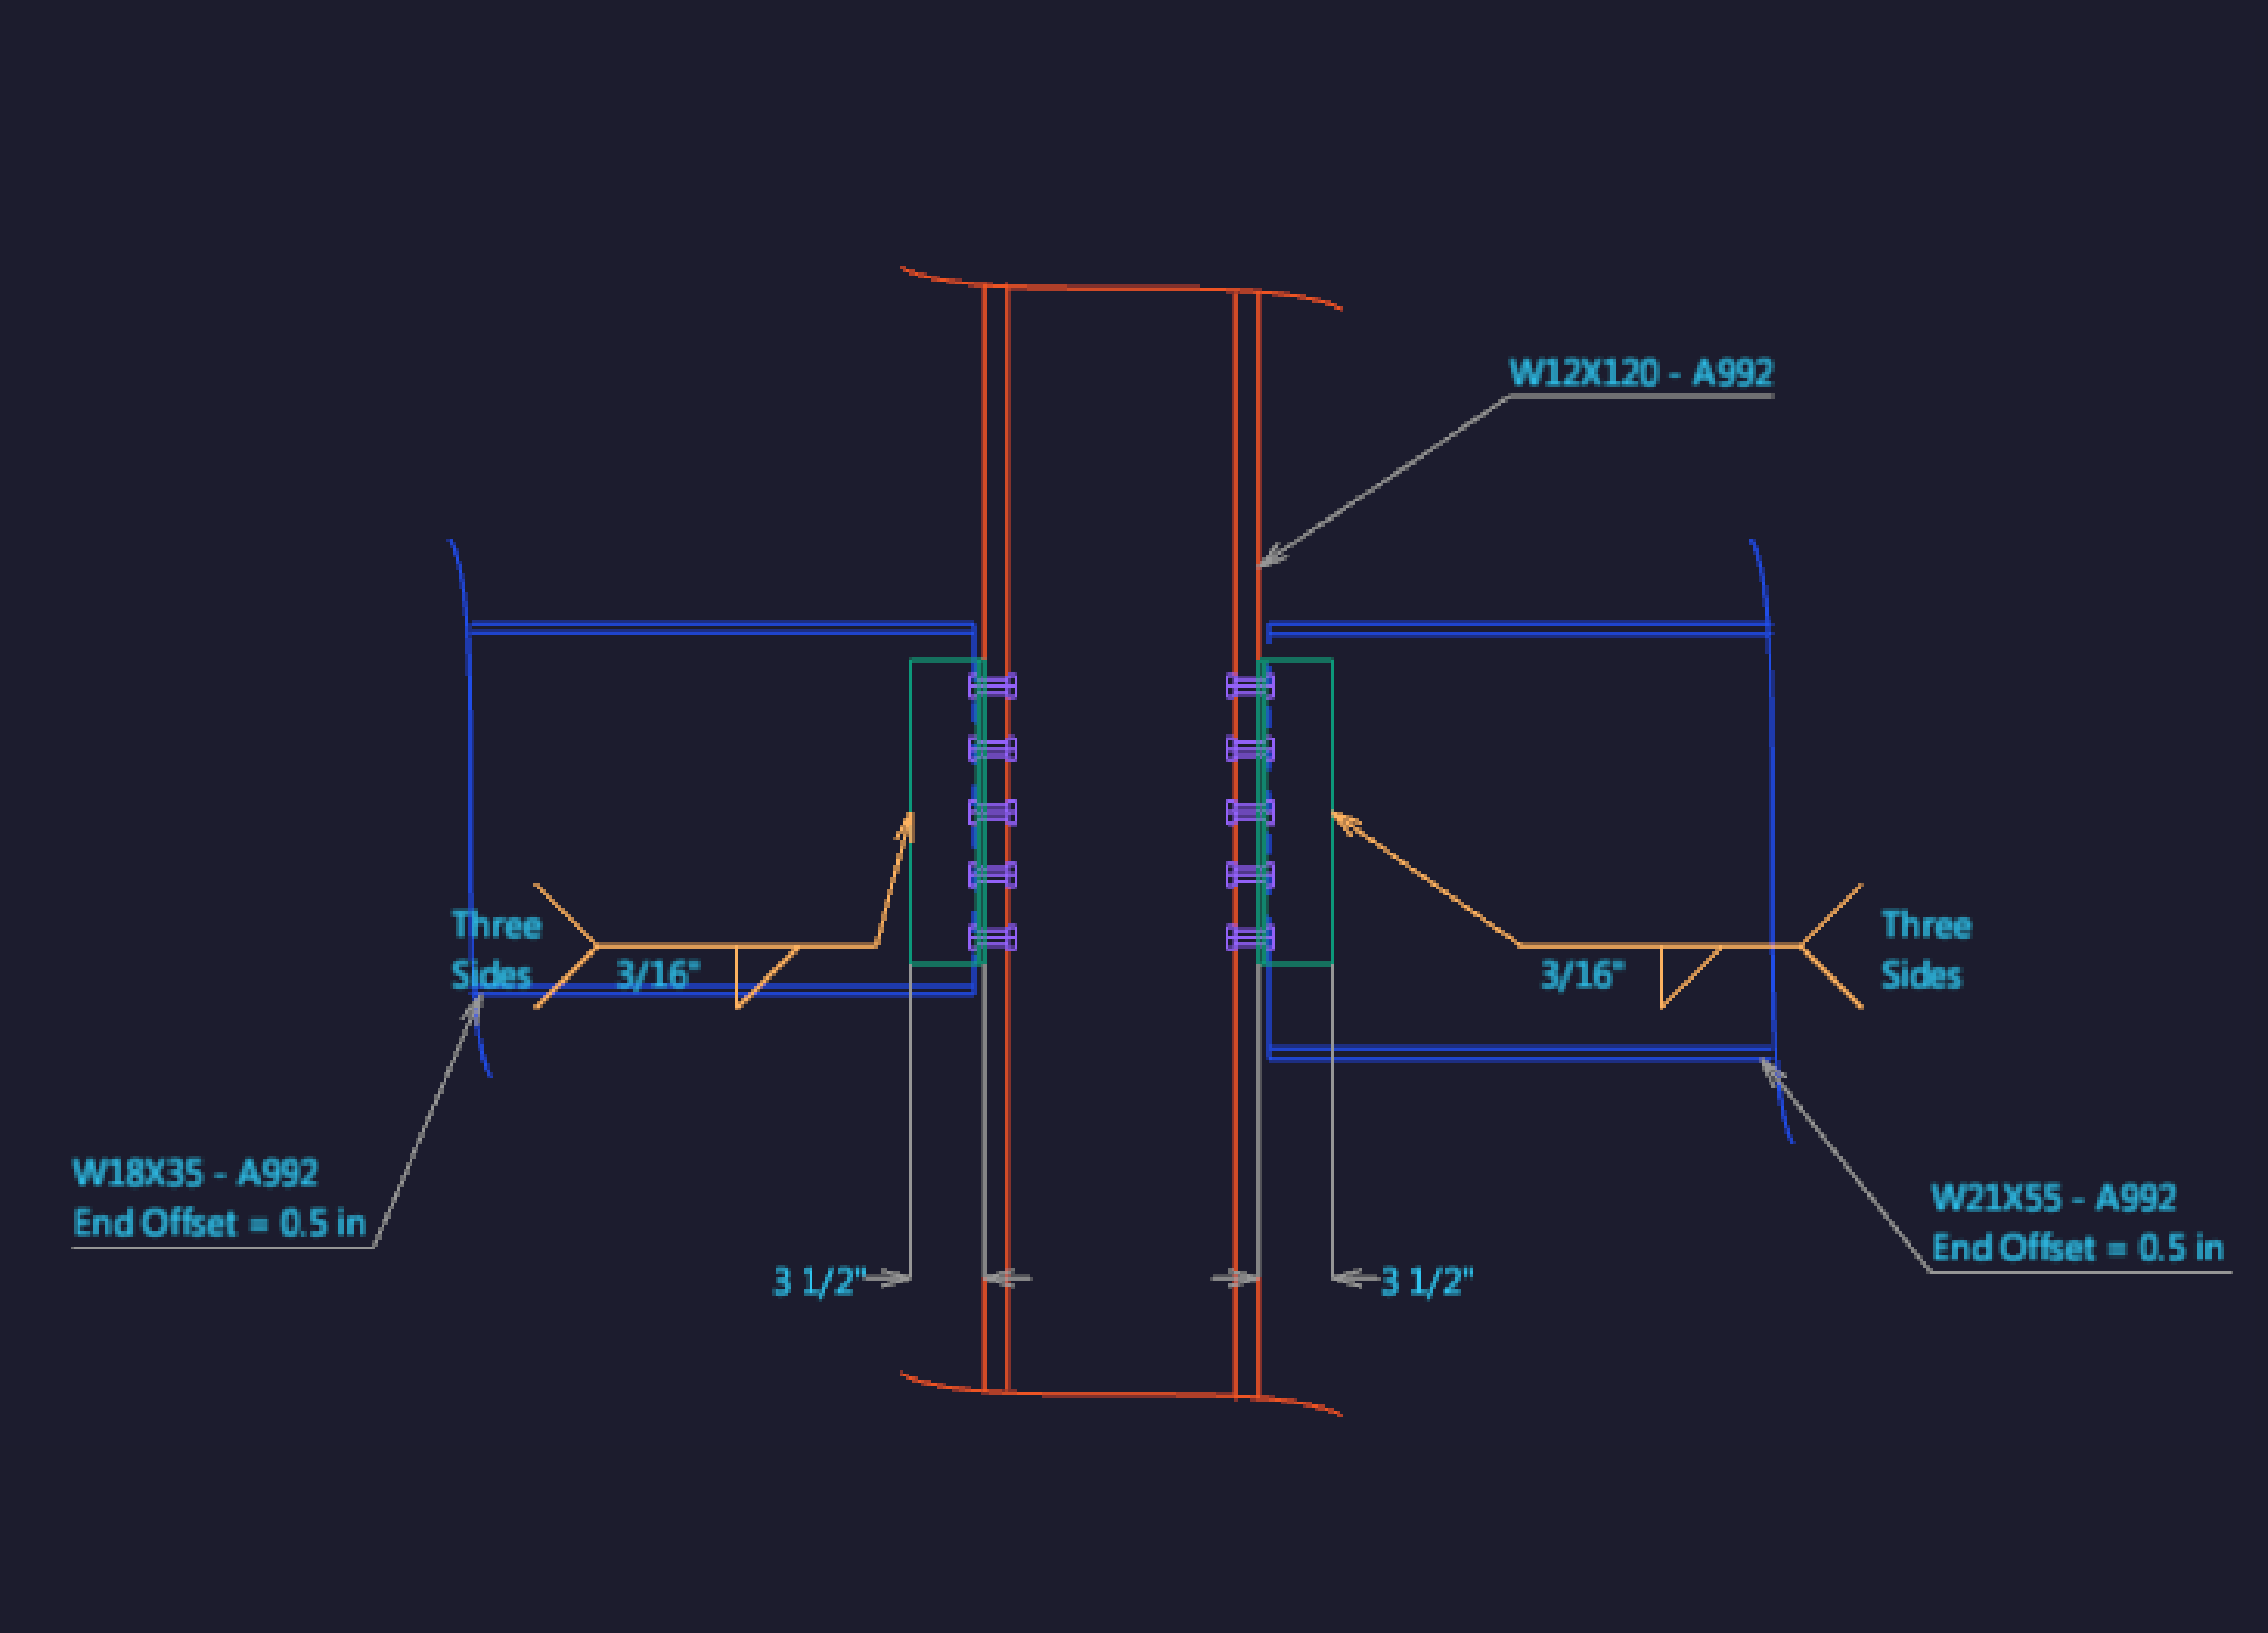 W12X120 - A992
Three
Sides
3/16"
3/16"
Three
Sides
W18X35 - A992
End Offset = 0.5 in
W21X55 - A992
End Offset = 0.5 in
3 1/2"
3 1/2"